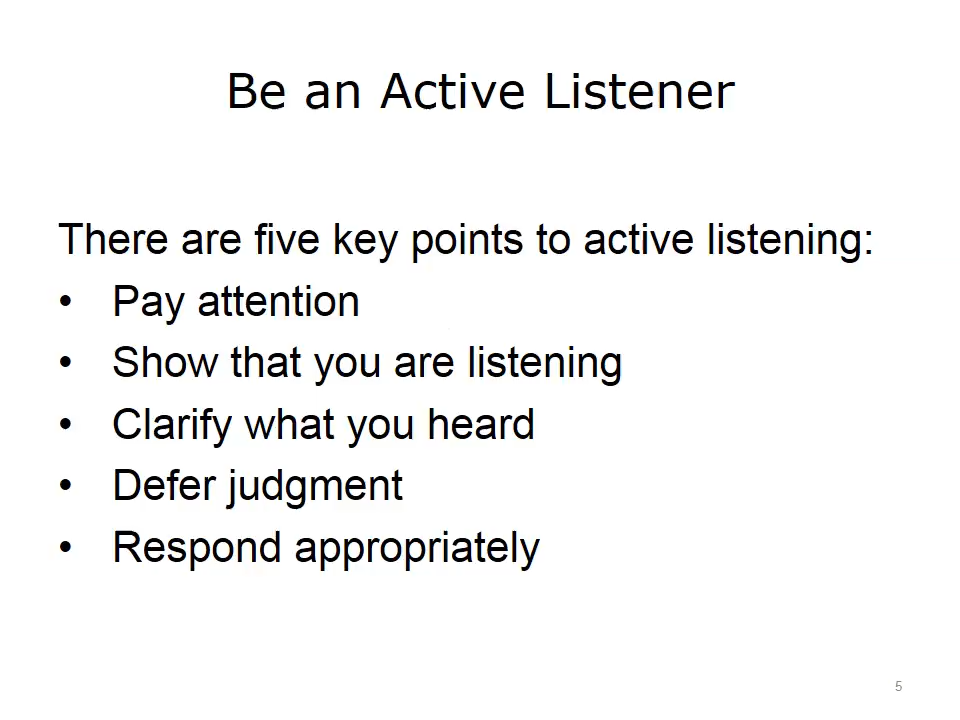 Be an Active Listener
There are five key points to active listening:
• Pay attention
• Show that you are listening
• Clarify what you heard
• Defer judgment
• Respond appropriately
5